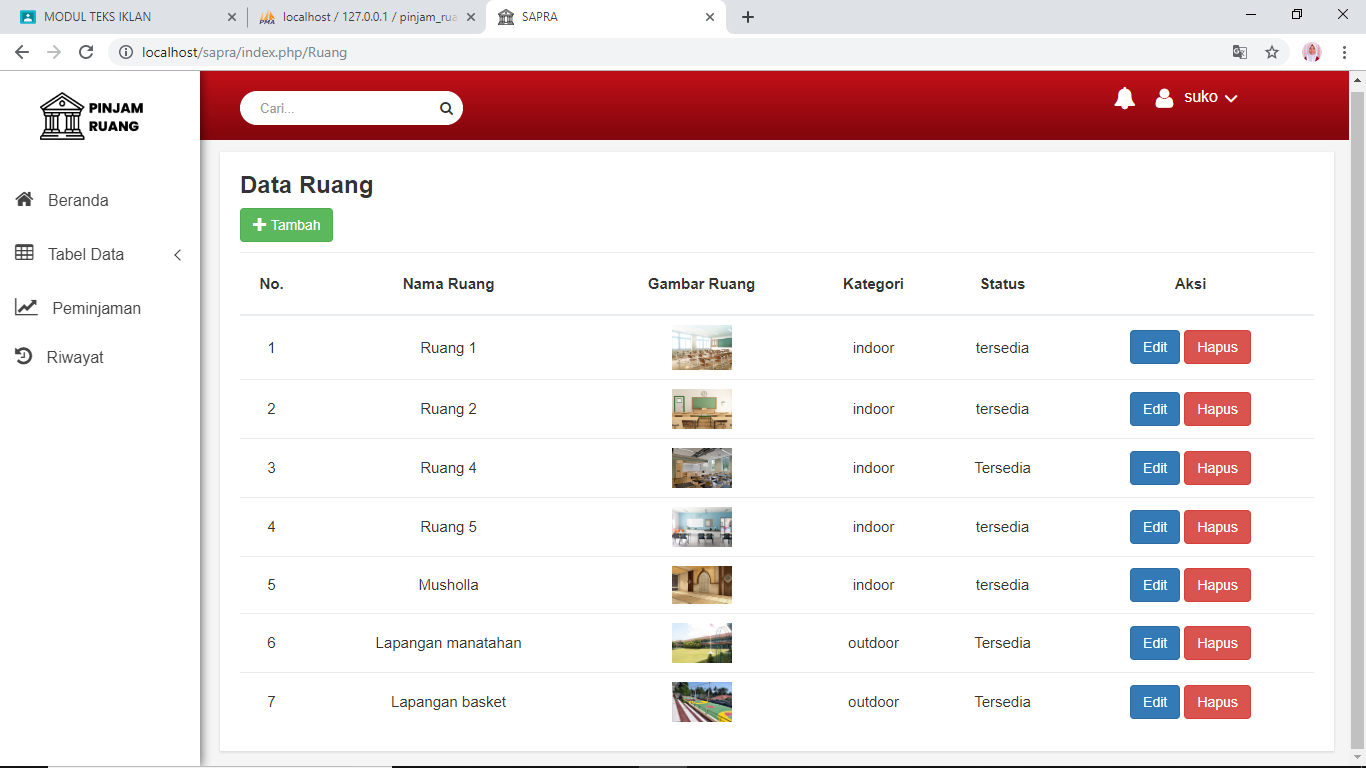 MODUL TEKS IKLAN
localhost / 127.0.0.1 / pinjam_rua
SAPRA
localhost/sapra/index.php/Ruang
PINJAM
RUANG
Cari...
suko
Beranda
Tabel Data
Peminjaman
Riwayat
Data Ruang
Tambah
No. Nama Ruang Gambar Ruang Kategori Status Aksi
1 Ruang 1 indoor tersedia Edit Hapus
2 Ruang 2 indoor tersedia Edit Hapus
3 Ruang 4 indoor Tersedia Edit Hapus
4 Ruang 5 indoor tersedia Edit Hapus
5 Musholla indoor tersedia Edit Hapus
6 Lapangan manatahan outdoor Tersedia Edit Hapus
7 Lapangan basket outdoor Tersedia Edit Hapus